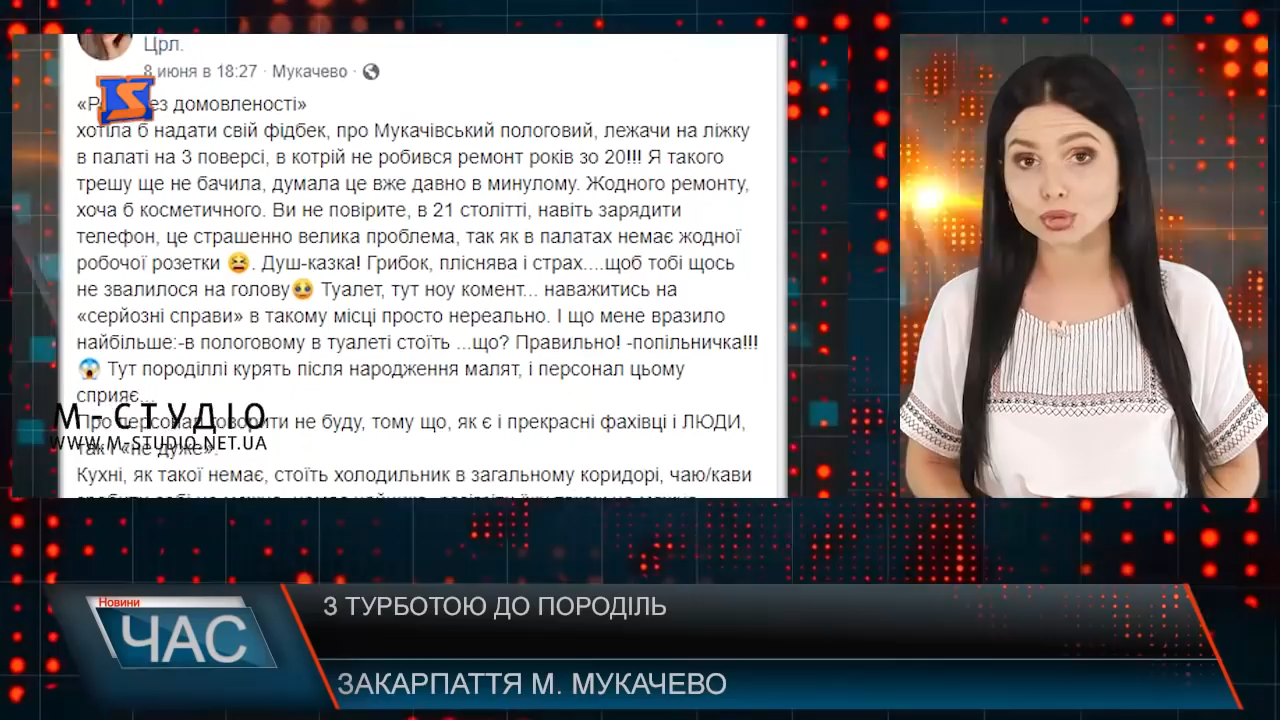 Црл.
8 июня в 18:27 · Мукачево ·
домовленості»
хотіла б надати свій фідбек, про Мукачівський пологовий, лежачи на ліжку
в палаті на 3 поверсі, в котрій не робився ремонт років зо 20!!! Я такого
трешу ще не бачила, думала це вже давно в минулому. Жодного ремонту,
хоча б косметичного. Ви не повірите, в 21 столітті, навіть зарядити
телефон, це страшенно велика проблема, так як в палатах немає жодної
робочої розетки 😫. Душ-казка! Грибок, пліснява і страх....щоб тобі щось
не звалилося на голову🥹 Туалет, тут ноу комент... наважитись на
«серйозні справи» в такому місці просто нереально. І що мене вразило
найбільше:-в пологовому в туалеті стоїть ...що? Правильно! -попільничка!!!
😱 Тут породіллі курять після народження малят, і персонал цьому
сприяє...
Про персонал говорити не буду, тому що, як є і прекрасні фахівці і ЛЮДИ,
так і «не дуже».
Кухні, як такої немає, стоїть холодильник в загальному коридорі, чаю/кави
М-СТУДІО
WWW.M-STUDIO.NET.UA
Новини
ЧАС
З ТУРБОТОЮ ДО ПОРОДІЛЬ
ЗАКАРПАТТЯ М. МУКАЧЕВО